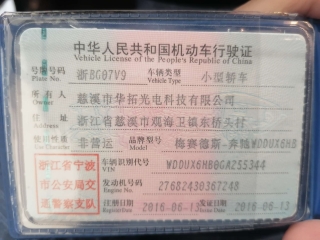 中华人民共和国机动车行驶证
Vehicle License of the People's Republic of China
号牌号码 浙BG07V9 车辆类型 小型轿车
Plate No. Vehicle Type
所有人 慈溪市华拓光电科技有限公司
Owner
住址 浙江省慈溪市观海卫镇东桥头村
Address
使用性质 非营运 品牌型号 梅赛德斯-奔驰WDDUX6HB
浙江省宁波 车辆识别代号 WDDUX6HB0GA255344
VIN
市公安局交 发动机号码 27682430367248
Engine No.
通警察支队 注册日期 2016-06-13 发证日期 2016-06-13
Register Date Issue Date